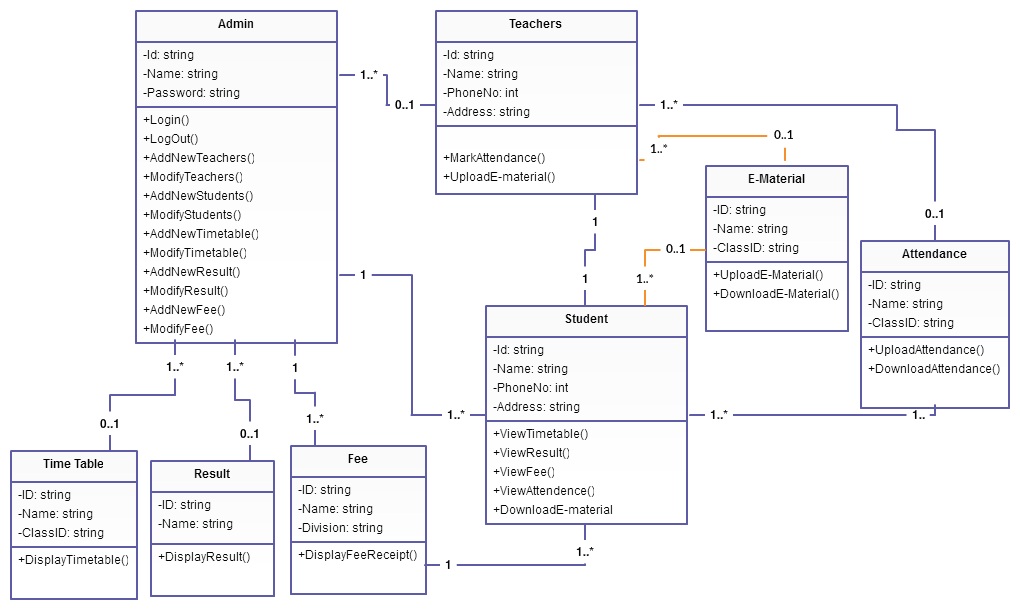 Admin
-Id: string
-Name: string
-Password: string
+Login()
+LogOut()
+AddNewTeachers()
+ModifyTeachers()
+AddNewStudents()
+ModifyStudents()
+AddNewTimetable()
+ModifyTimetable()
+AddNewResult()
+ModifyResult()
+AddNewFee()
+ModifyFee()
1..*
0..1
Teachers
-Id: string
-Name: string
-PhoneNo: int
-Address: string
+MarkAttendance()
+UploadE-material()
1..*
0..1
1..*
0..1
E-Material
-ID: string
-Name: string
-ClassID: string
+UploadE-Material()
+DownloadE-Material()
0..1
1..*
Attendance
-ID: string
-Name: string
-ClassID: string
+UploadAttendance()
+DownloadAttendance()
1
1
1
1..*
Student
-Id: string
-Name: string
-PhoneNo: int
-Address: string
+ViewTimetable()
+ViewResult()
+ViewFee()
+ViewAttendence()
+DownloadE-material
1..*
1..
1..*
0..1
1..*
0..1
1
1..*
Time Table
-ID: string
-Name: string
-ClassID: string
+DisplayTimetable()
Result
-ID: string
-Name: string
+DisplayResult()
Fee
-ID: string
-Name: string
-Division: string
+DisplayFeeReceipt()
1
1..*